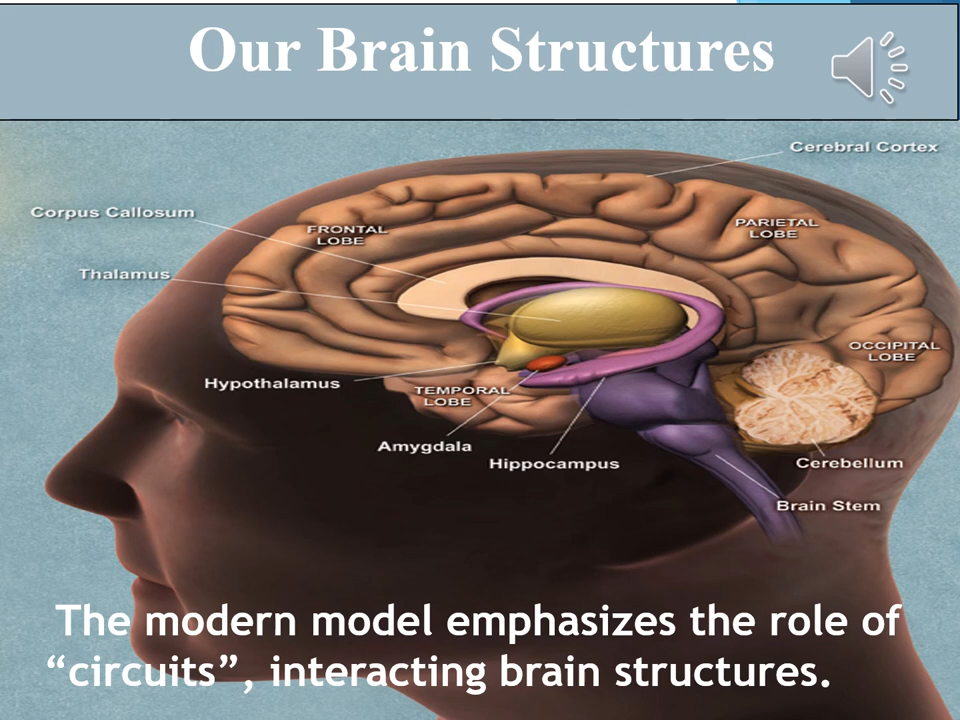 Our Brain Structures
Cerebral Cortex
Corpus Callosum
FRONTAL
LOBE
PARIETAL
LOBE
Thalamus
OCCIPITAL
LOBE
Hypothalamus
TEMPORAL
LOBE
Amygdala
Hippocampus
Cerebellum
Brain Stem
The modern model emphasizes the role of
“circuits”, interacting brain structures.